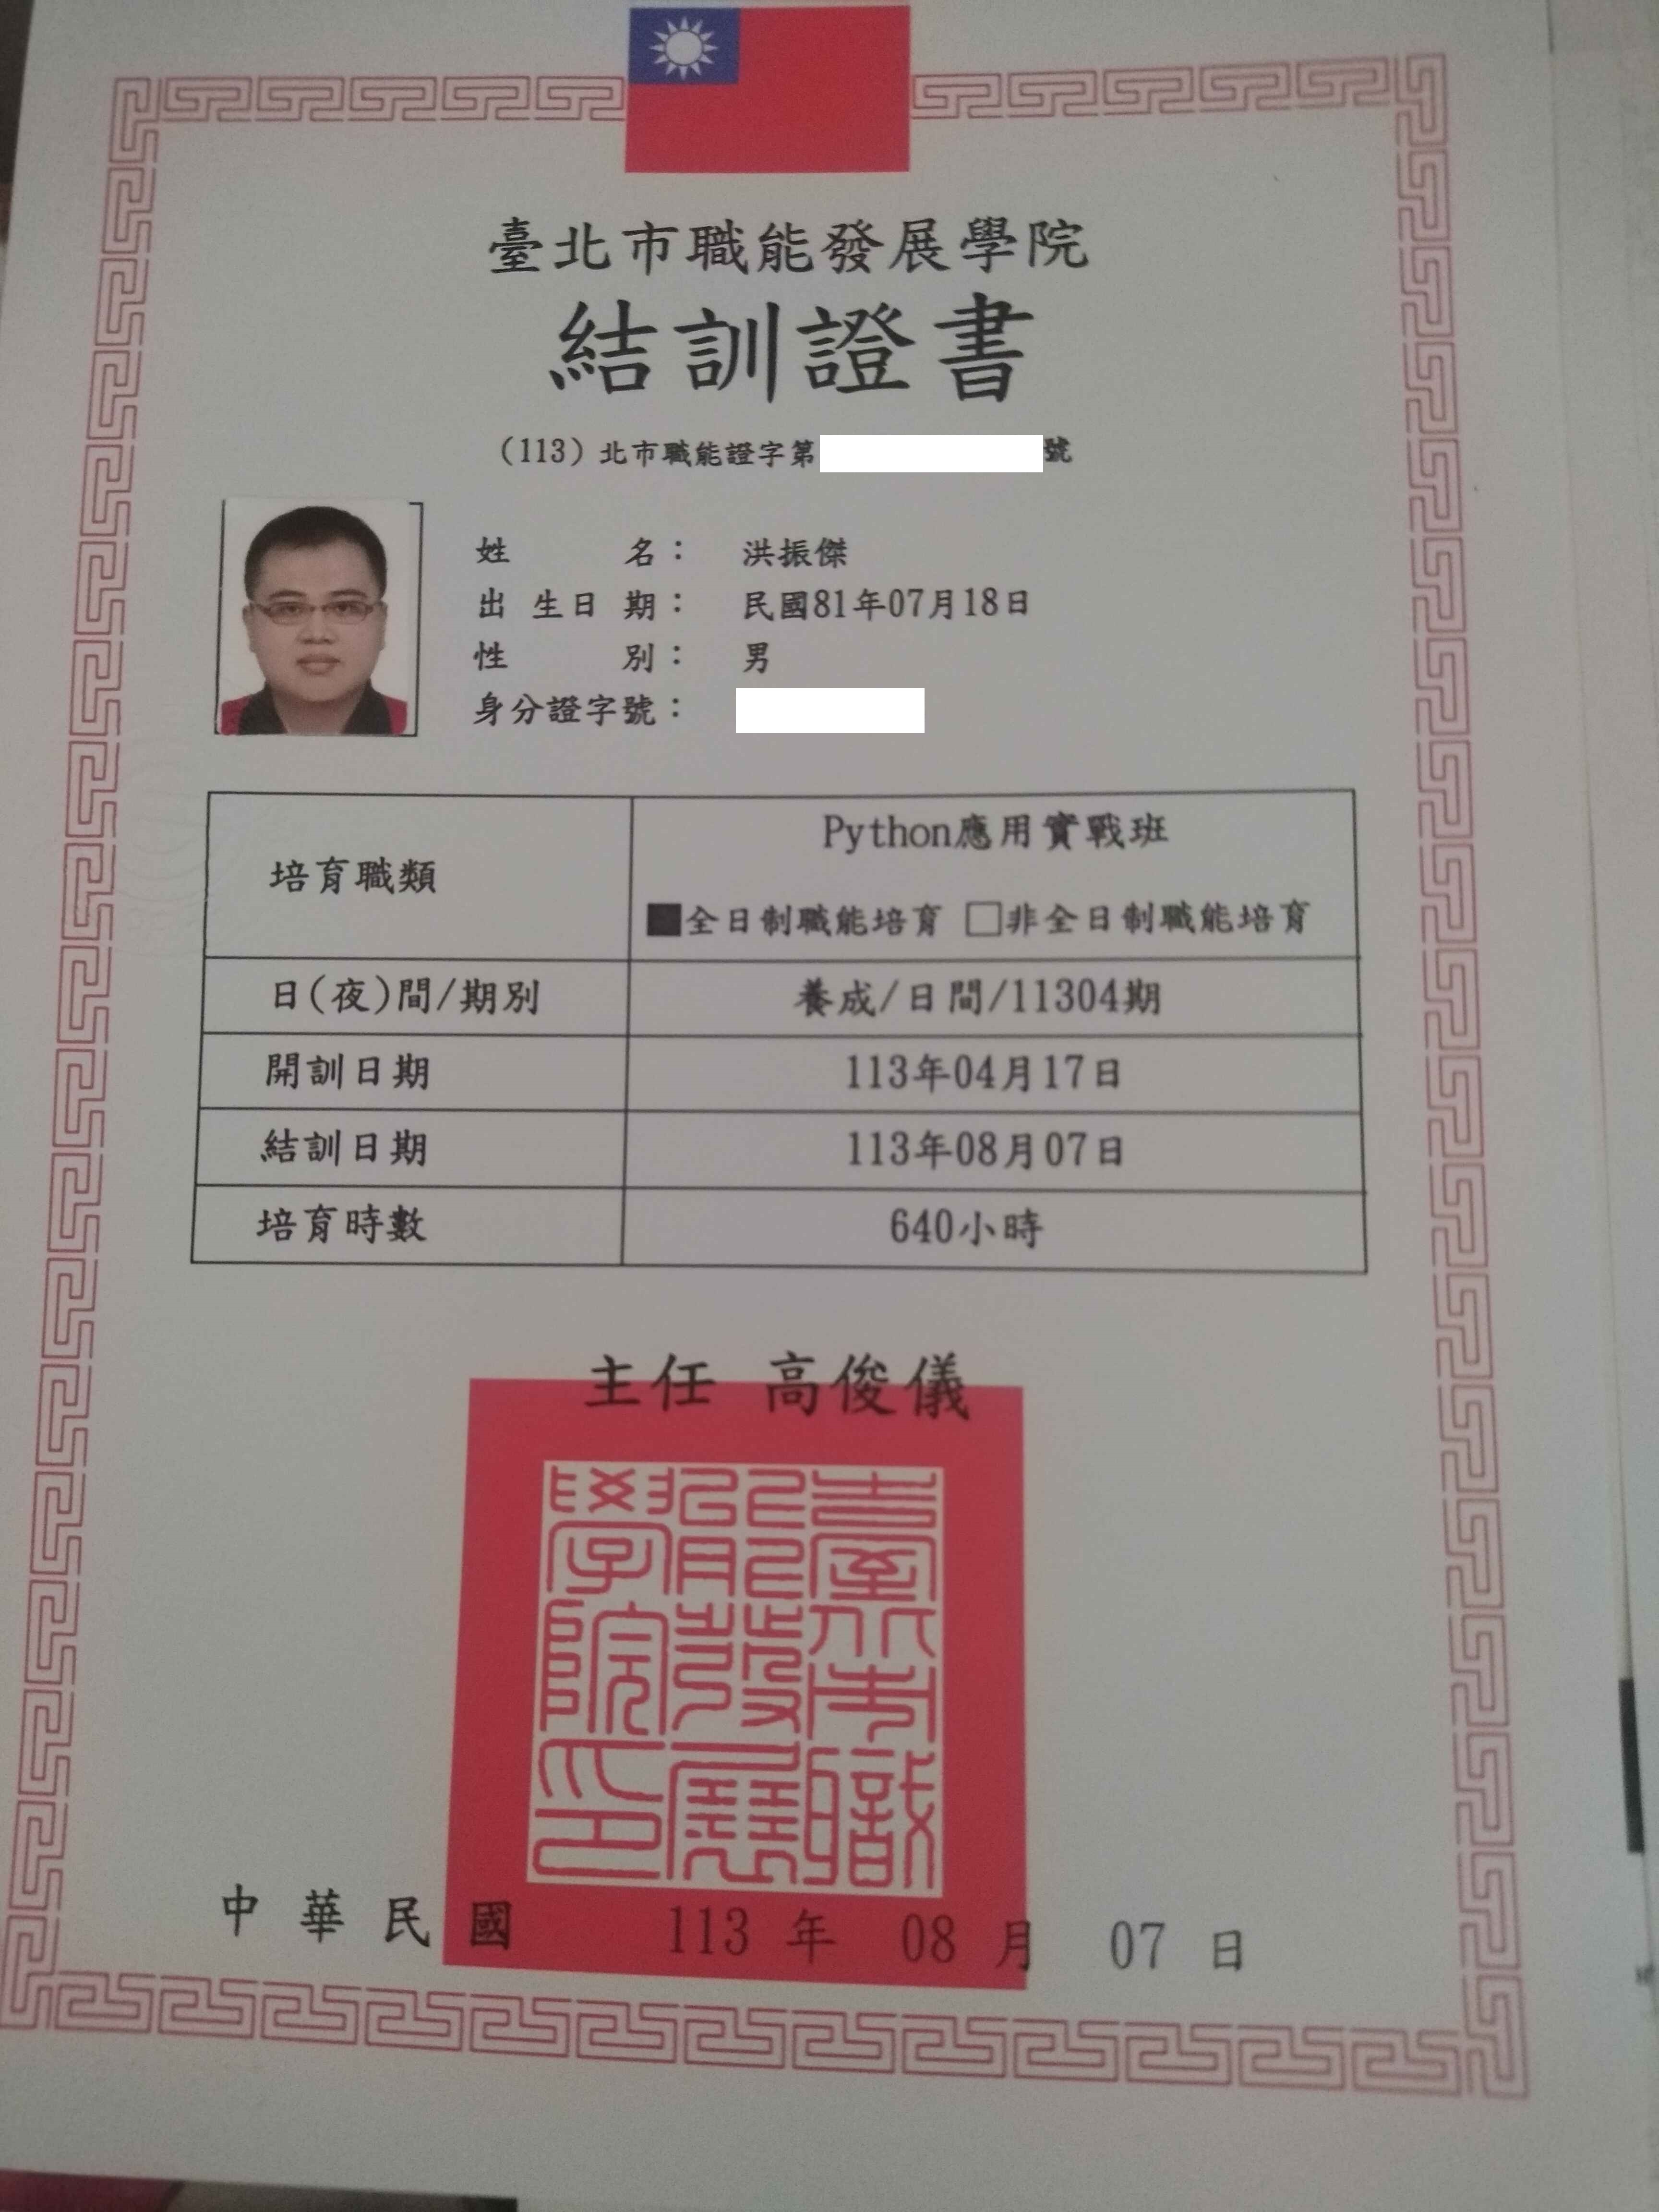 臺北市職能發展學院
結訓證書
（113）北市職能證字第 號
姓 名： 洪振傑
出 生 日 期： 民國81年07月18日
性 別： 男
身分證字號：
培育職類
Python應用實戰班
■全日制職能培育 □非全日制職能培育
日(夜)間/期別 養成/日間/11304期
開訓日期 113年04月17日
結訓日期 113年08月07日
培育時數 640小時
主任 高俊儀
臺北市職
能發展
學院印
中 華 民 國 113 年 08 月 07 日